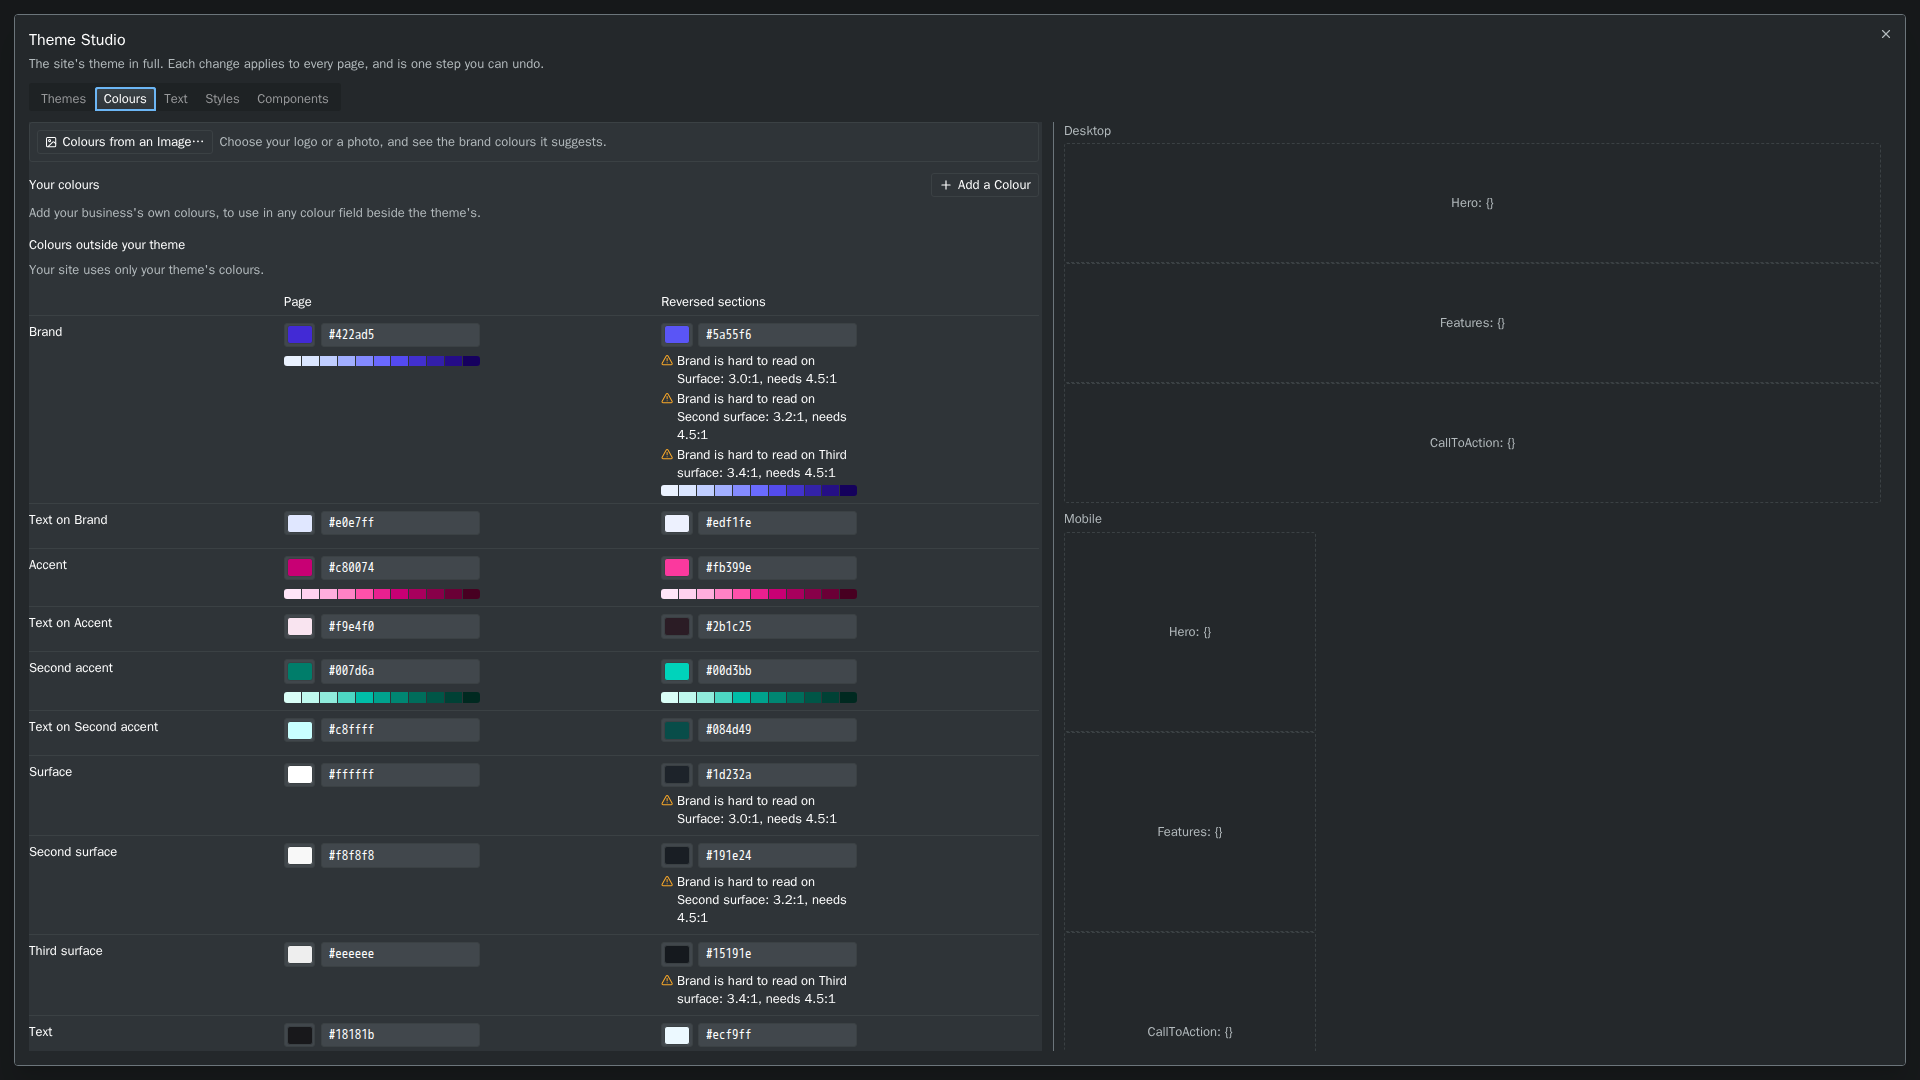 Theme Studio
The site's theme in full. Each change applies to every page, and is one step you can undo.
Themes Colours Text Styles Components
Colours from an Image··· Choose your logo or a photo, and see the brand colours it suggests.
Your colours
+ Add a Colour
Add your business's own colours, to use in any colour field beside the theme's.
Colours outside your theme
Your site uses only your theme's colours.
Page Reversed sections
Brand #422ad5 #5a55f6
Brand is hard to read on
Surface: 3.0:1, needs 4.5:1
Brand is hard to read on
Second surface: 3.2:1, needs
4.5:1
Brand is hard to read on Third
surface: 3.4:1, needs 4.5:1
Text on Brand #e0e7ff #edf1fe
Accent #c80074 #fb399e
Text on Accent #f9e4f0 #2b1c25
Second accent #007d6a #00d3bb
Text on Second accent #c8ffff #084d49
Surface #ffffff #1d232a
Brand is hard to read on
Surface: 3.0:1, needs 4.5:1
Second surface #f8f8f8 #191e24
Brand is hard to read on
Second surface: 3.2:1, needs
4.5:1
Third surface #eeeeee #15191e
Brand is hard to read on Third
surface: 3.4:1, needs 4.5:1
Text #18181b #ecf9ff
Desktop
Hero: {}
Features: {}
CallToAction: {}
Mobile
Hero: {}
Features: {}
CallToAction: {}